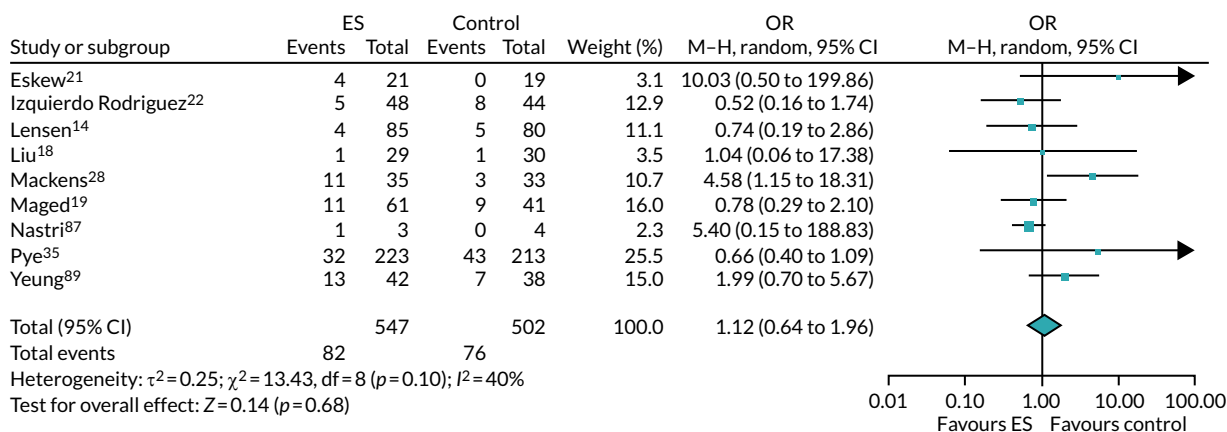 ES Control OR OR
Study or subgroup Events Total Events Total Weight (%) M–H, random, 95% CI M–H, random, 95% CI
Eskew21 4 21 0 19 3.1 10.03 (0.50 to 199.86)
Izquierdo Rodriguez22 5 48 8 44 12.9 0.52 (0.16 to 1.74)
Lensen14 4 85 5 80 11.1 0.74 (0.19 to 2.86)
Liu18 1 29 1 30 3.5 1.04 (0.06 to 17.38)
Mackens28 11 35 3 33 10.7 4.58 (1.15 to 18.31)
Maged19 11 61 9 41 16.0 0.78 (0.29 to 2.10)
Nastri87 1 3 0 4 2.3 5.40 (0.15 to 188.83)
Pye35 32 223 43 213 25.5 0.66 (0.40 to 1.09)
Yeung89 13 42 7 38 15.0 1.99 (0.70 to 5.67)
Total (95% CI) 547 502 100.0 1.12 (0.64 to 1.96)
Total events 82 76
Heterogeneity: τ2=0.25; χ2=13.43, df=8 (p=0.10); I2=40%
Test for overall effect: Z=0.14 (p=0.68)
0.01 0.10 1.00 10.00 100.00
Favours ES Favours control